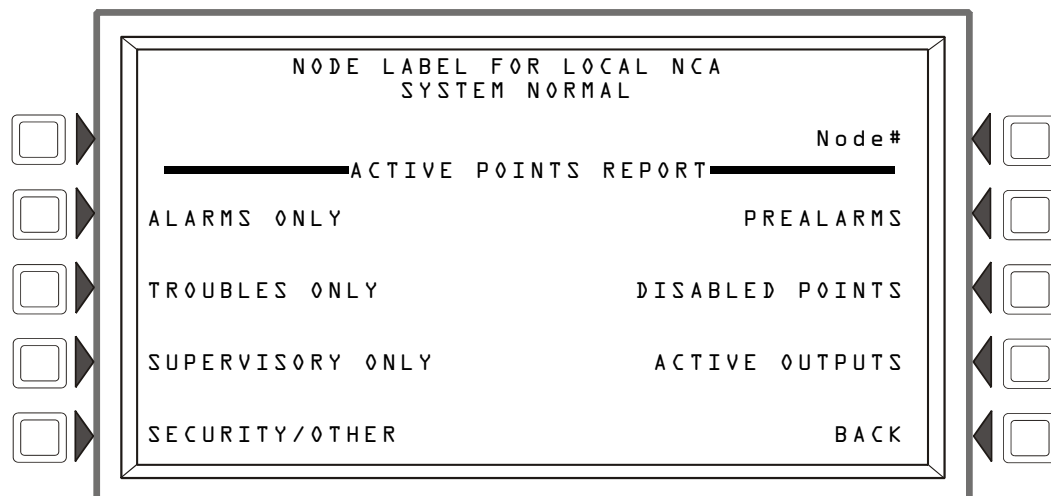 NODE LABEL FOR LOCAL NCA
SYSTEM NORMAL
Node#
ACTIVE POINTS REPORT
ALARMS ONLY PREALARMS
TROUBLES ONLY DISABLED POINTS
SUPERVISORY ONLY ACTIVE OUTPUTS
SECURITY/OTHER BACK